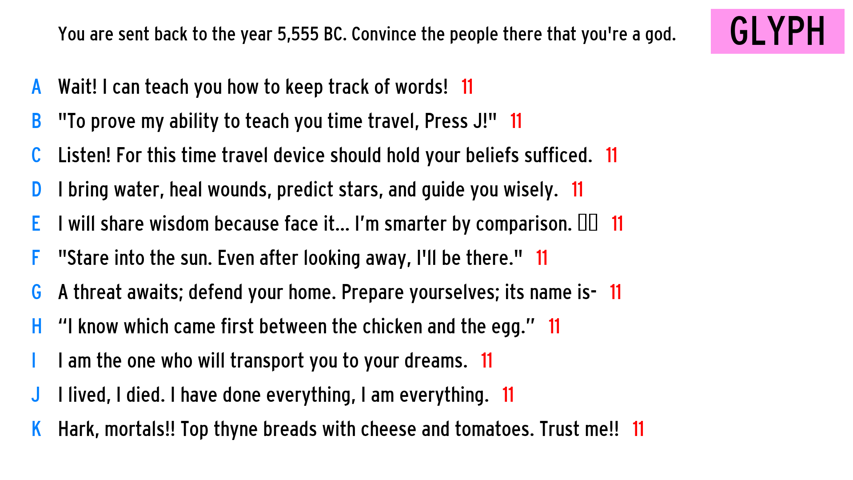 You are sent back to the year 5,555 BC. Convince the people there that you're a god.
GLYPH
A Wait! I can teach you how to keep track of words! 11
B "To prove my ability to teach you time travel, Press J!" 11
C Listen! For this time travel device should hold your beliefs sufficed. 11
D I bring water, heal wounds, predict stars, and guide you wisely. 11
E I will share wisdom because face it... I’m smarter by comparison. 11
F "Stare into the sun. Even after looking away, I'll be there." 11
G A threat awaits; defend your home. Prepare yourselves; its name is- 11
H “I know which came first between the chicken and the egg.” 11
I I am the one who will transport you to your dreams. 11
J I lived, I died. I have done everything, I am everything. 11
K Hark, mortals!! Top thyne breads with cheese and tomatoes. Trust me!! 11